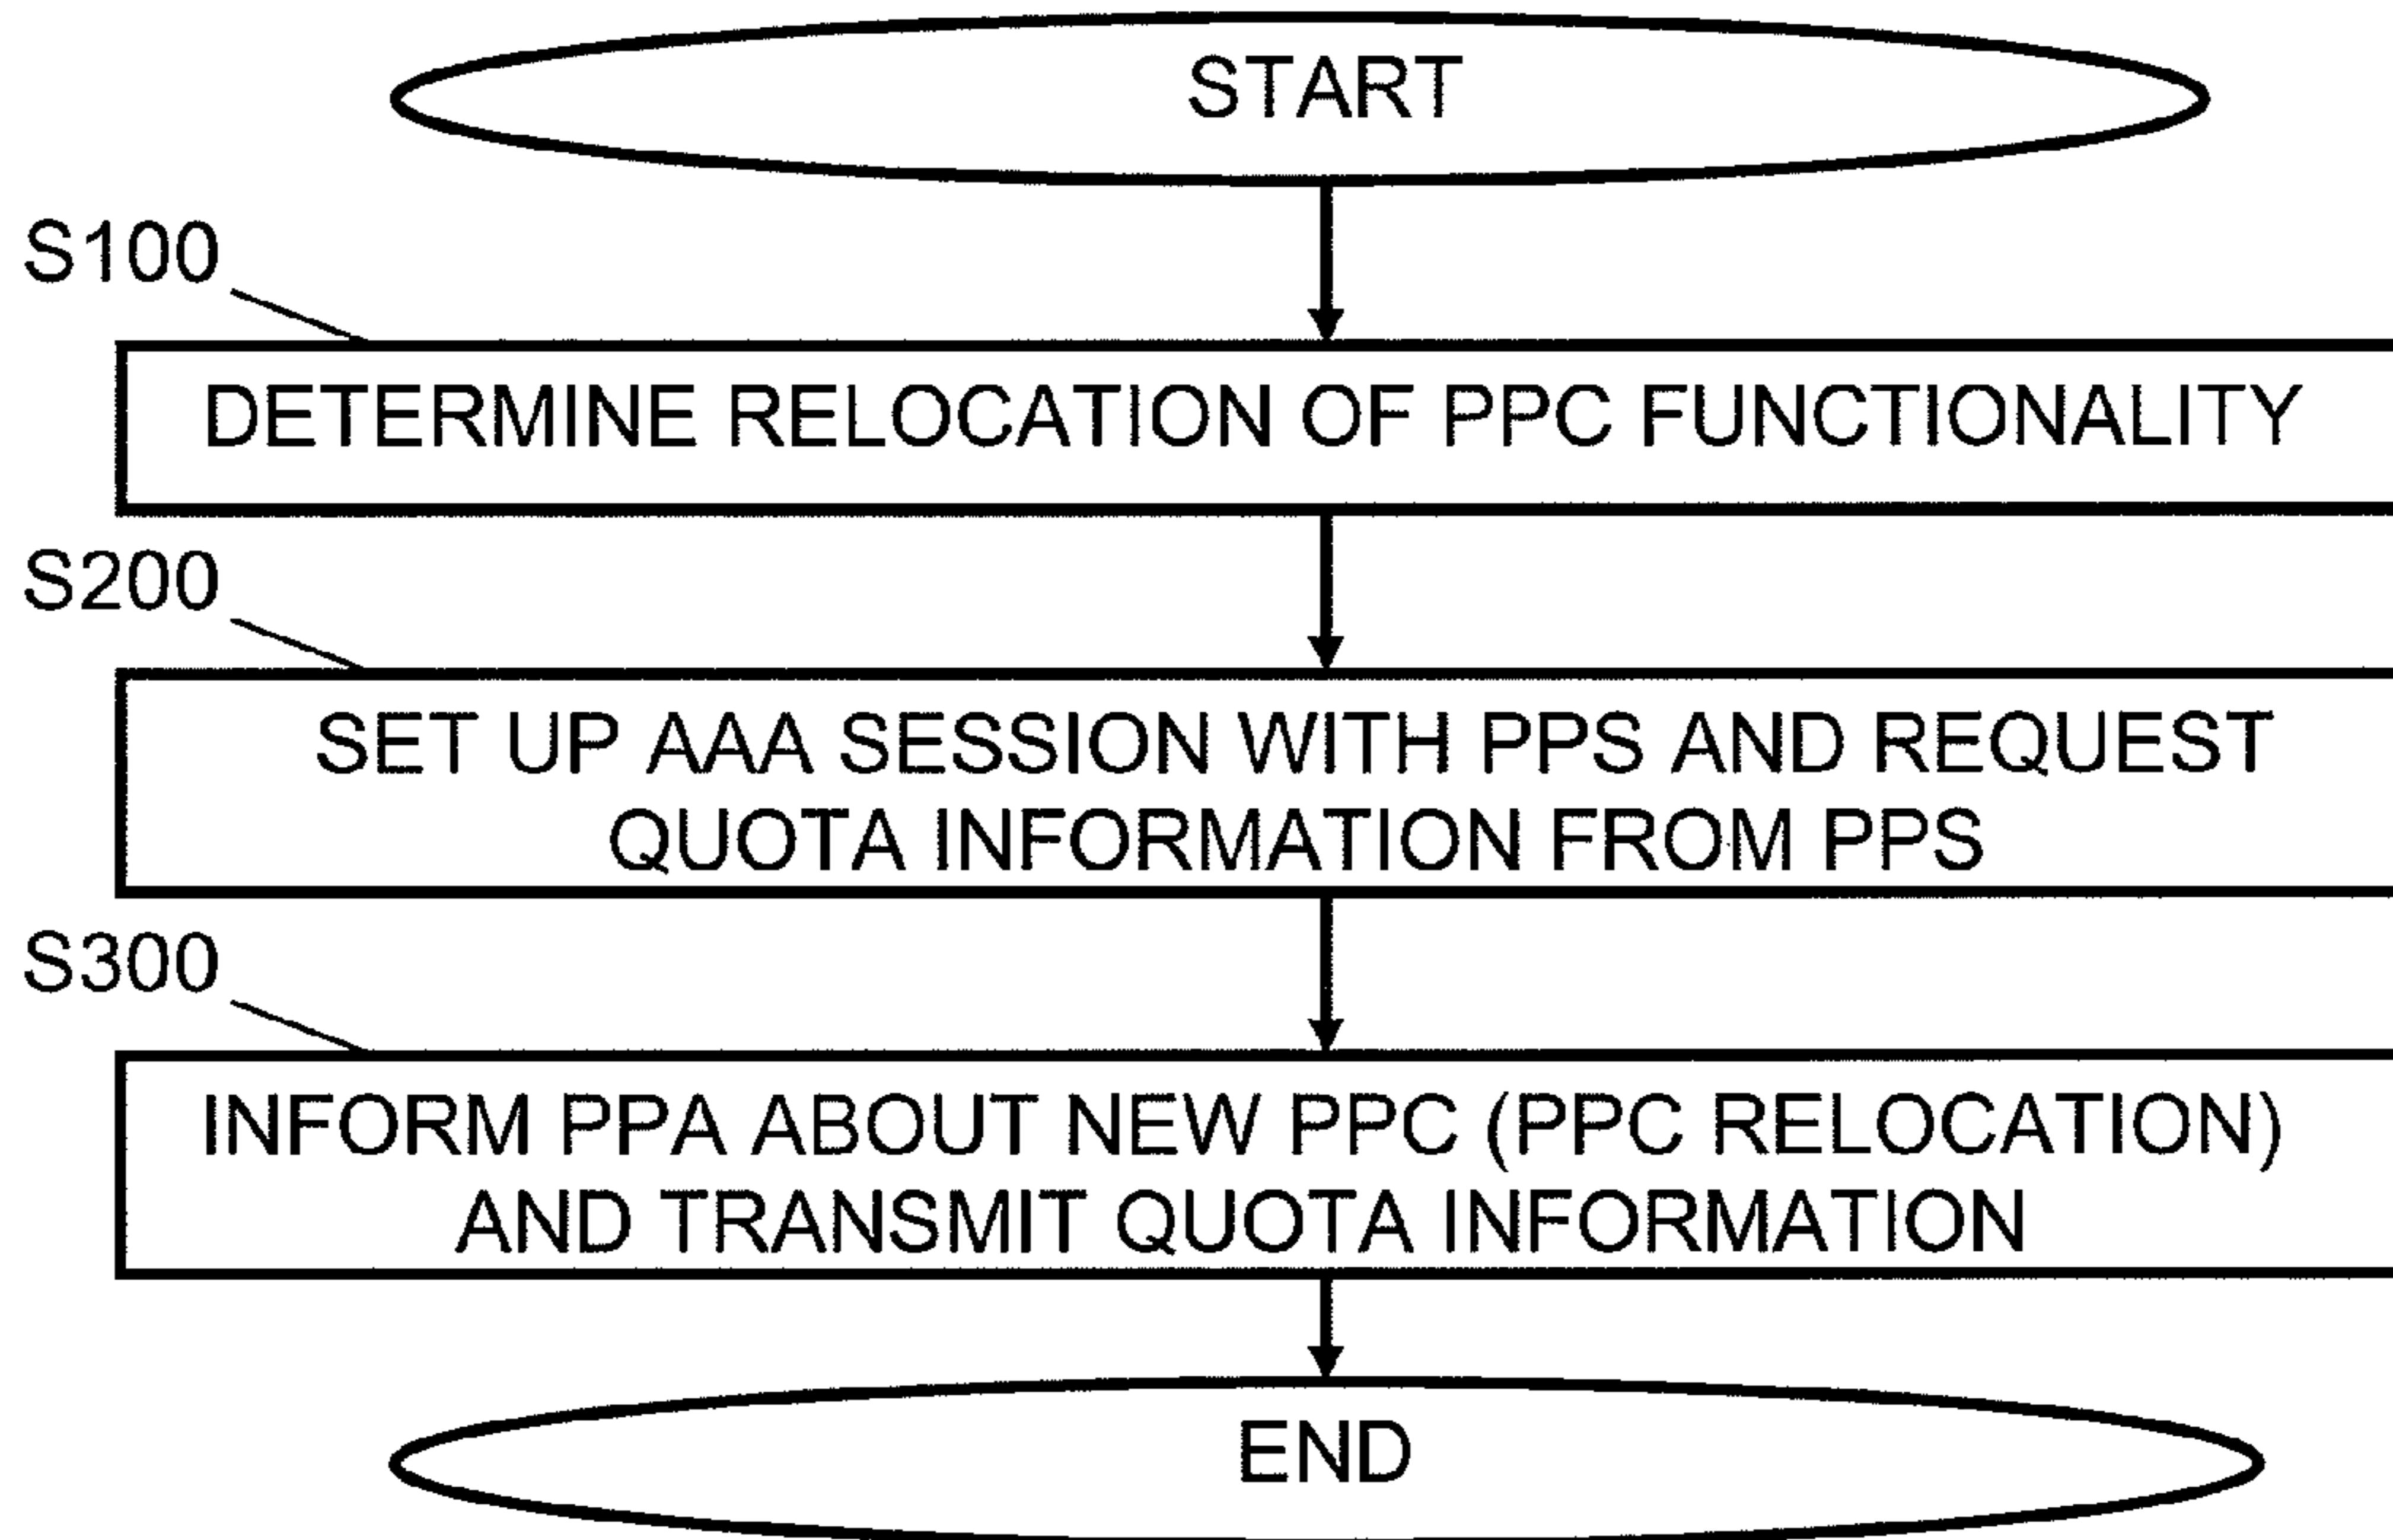 START
S100
DETERMINE RELOCATION OF PPC FUNCTIONALITY
S200
SET UP AAA SESSION WITH PPS AND REQUEST
QUOTA INFORMATION FROM PPS
S300
INFORM PPA ABOUT NEW PPC (PPC RELOCATION)
AND TRANSMIT QUOTA INFORMATION
END